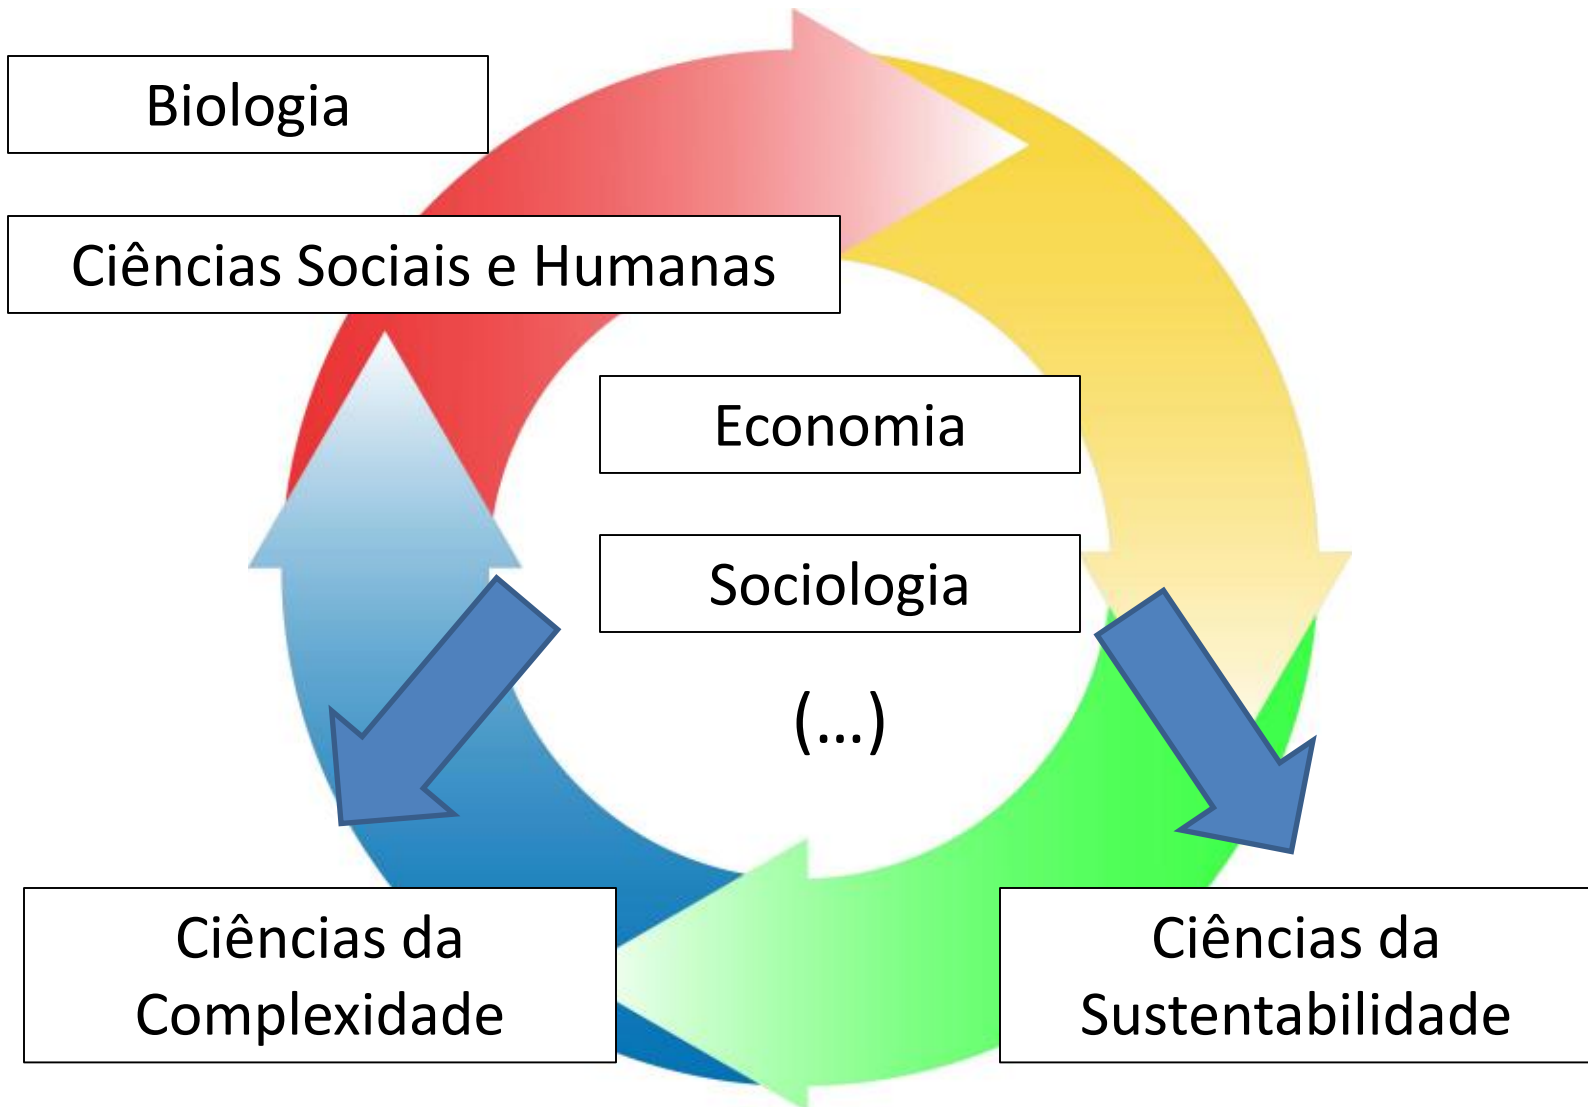 Biologia
Ciências Sociais e Humanas
Economia
Sociologia
(...)
Ciências da
Complexidade
Ciências da
Sustentabilidade